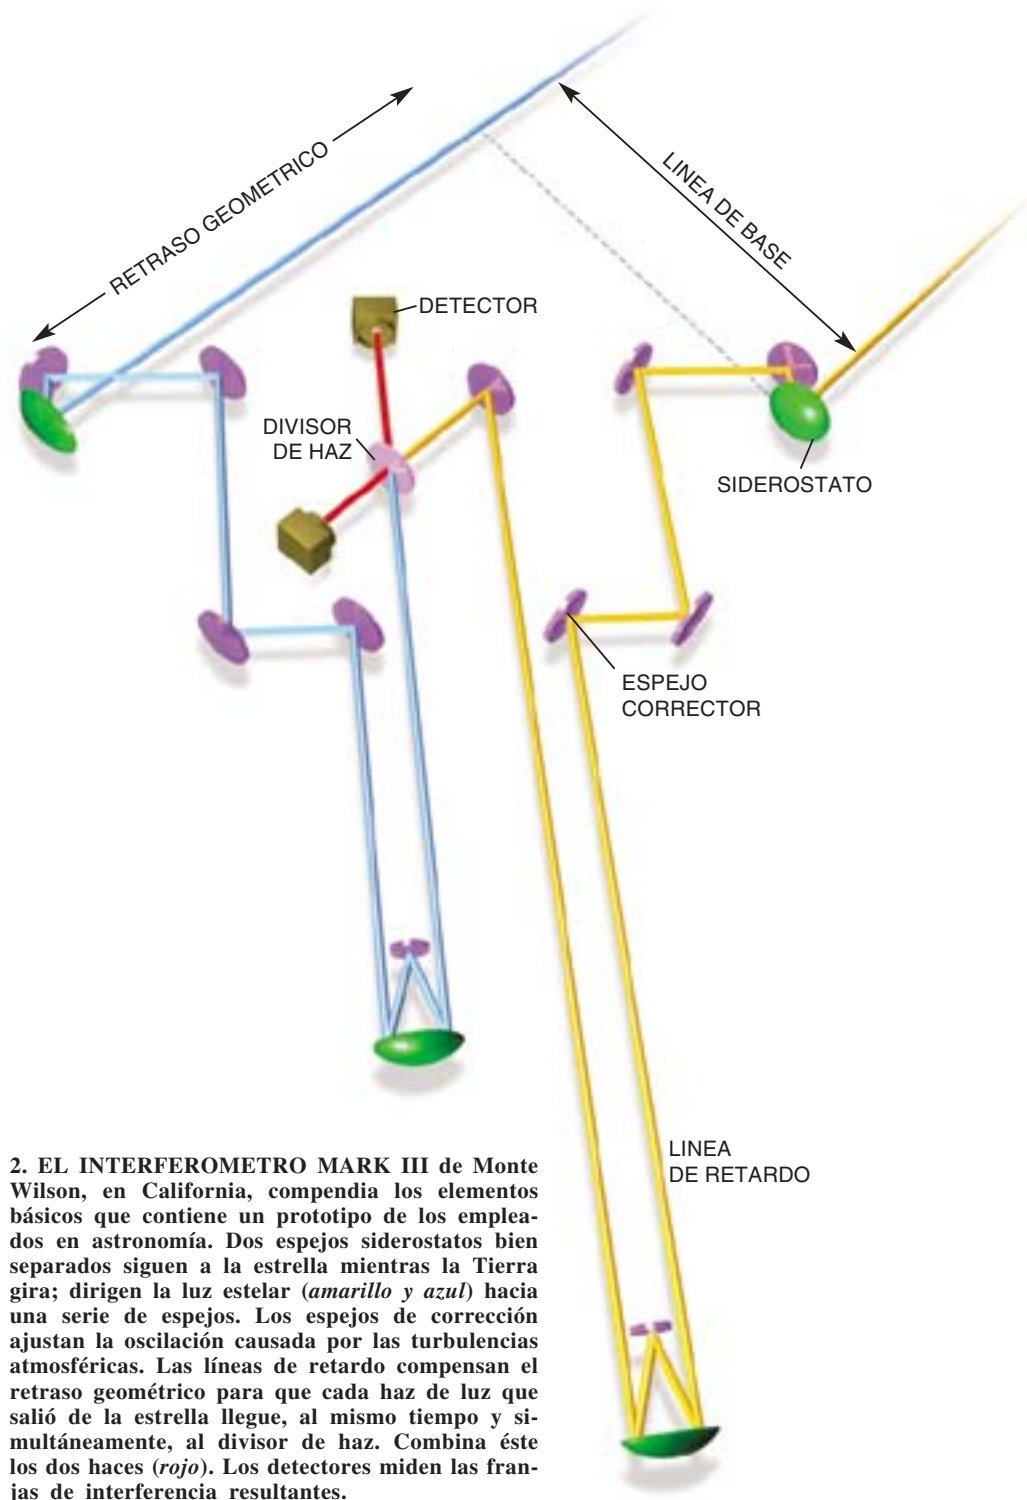 RETRASO GEOMETRICO
LINEA DE BASE
DETECTOR
DIVISOR
DE HAZ
SIDEROSTATO
ESPEJO
CORRECTOR
LINEA
DE RETARDO
2. EL INTERFEROMETRO MARK III de Monte
Wilson, en California, compendia los elementos
básicos que contiene un prototipo de los emplea-
dos en astronomía. Dos espejos siderostatos bien
separados siguen a la estrella mientras la Tierra
gira; dirigen la luz estelar (amarillo y azul) hacia
una serie de espejos. Los espejos de corrección
ajustan la oscilación causada por las turbulencias
atmosféricas. Las líneas de retardo compensan el
retraso geométrico para que cada haz de luz que
salió de la estrella llegue, al mismo tiempo y si-
multáneamente, al divisor de haz. Combina éste
los dos haces (rojo). Los detectores miden las fran-
jas de interferencia resultantes.